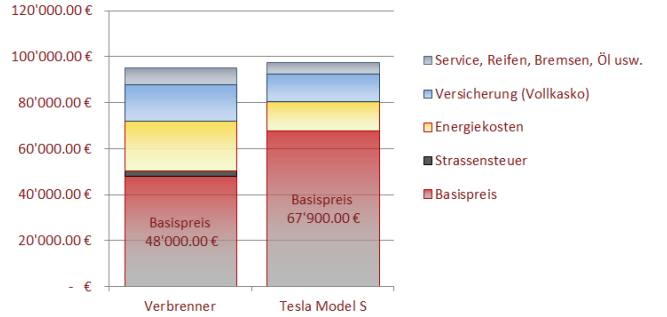 120'000.00 €
100'000.00 €
80'000.00 €
60'000.00 €
40'000.00 €
20'000.00 €
- €
Basispreis
48'000.00 €
Basispreis
67'900.00 €
Verbrenner
Tesla Model S
Service, Reifen, Bremsen, Öl usw.
Versicherung (Vollkasko)
Energiekosten
Strassensteuer
Basispreis